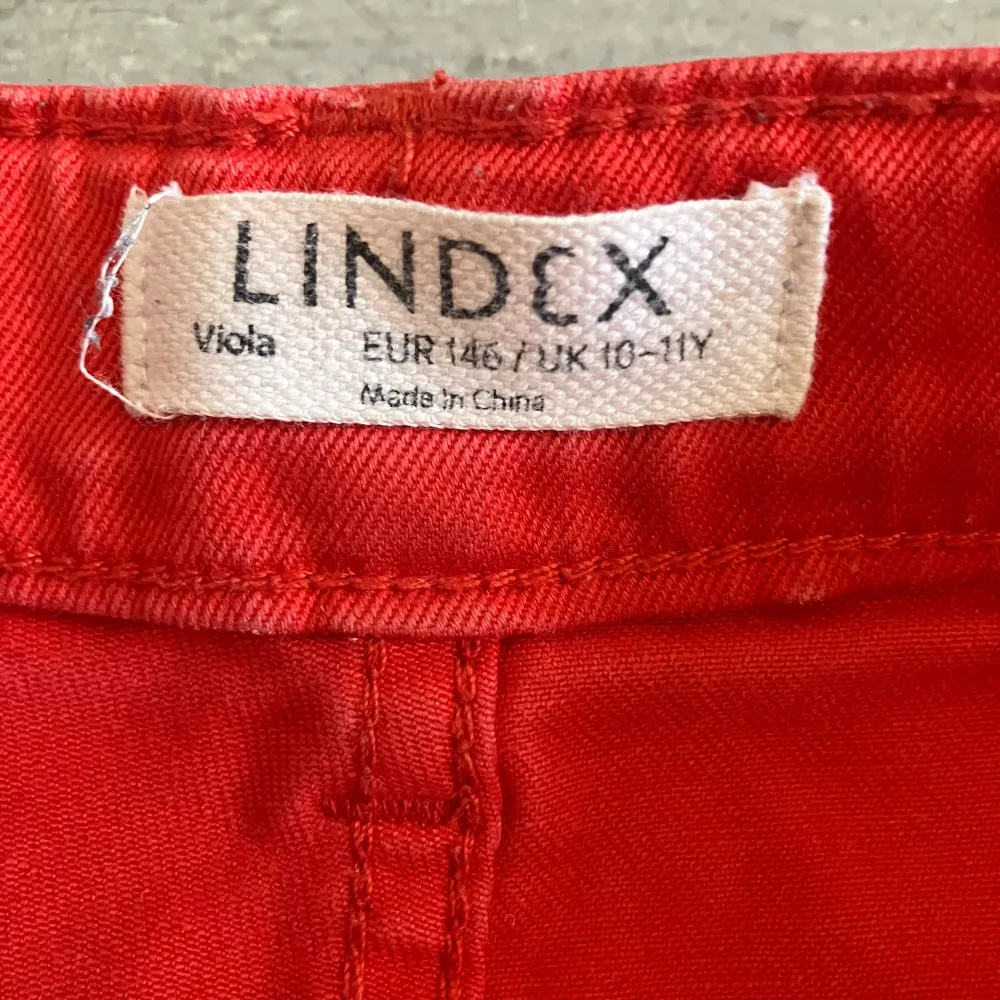 LINDEX
Viola EUR 146 / UK 10-11Y
Made in China